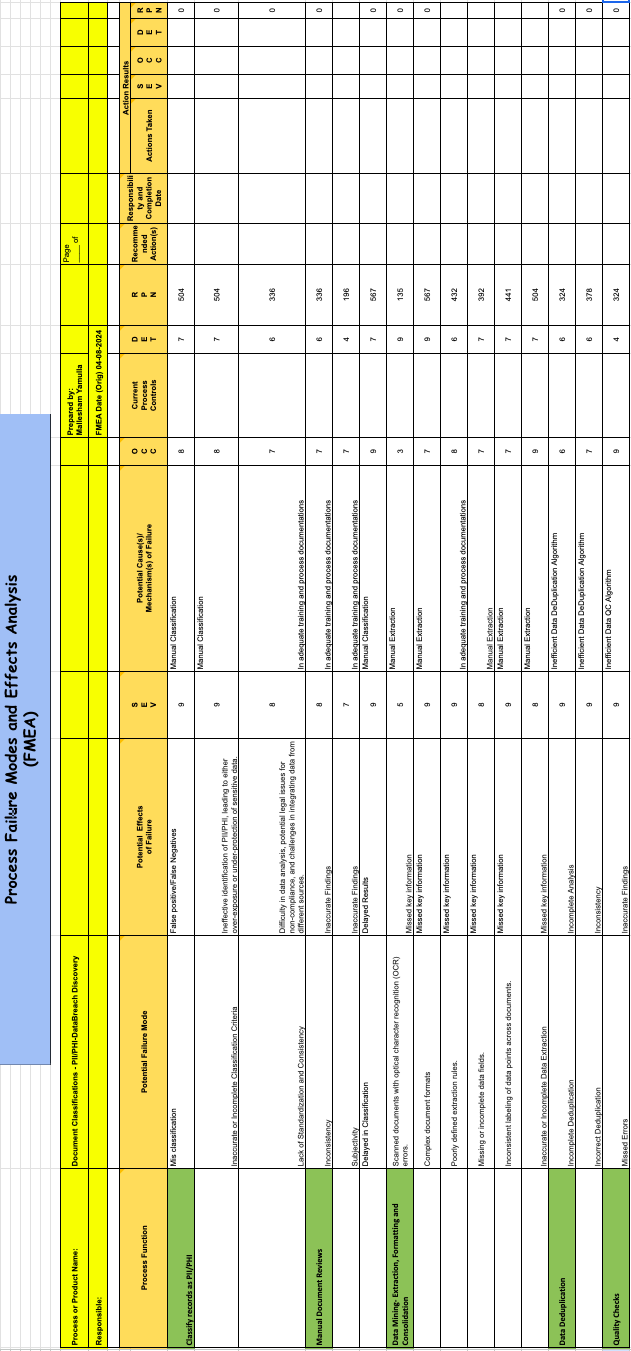 Process Failure Modes and Effects Analysis
(FMEA)
Process or Product Name: Document Classifications - PII/PHI-DataBreach Discovery Prepared by: Mallesham Yamulla Page ____ of
Responsible: FMEA Date (Orig) 04-08-2024
Action Results
Process Function Potential Failure Mode Potential Effects of Failure S E V Potential Cause(s)/ Mechanism(s) of Failure O C C Current Process Controls D E T R P N Recommended Action(s) Responsibility and Completion Date Actions Taken S E V O C C D E T R P N
Classify records as PII/PHI Mis classification False positive/False Negatives 9 Manual Classification 8 7 504 0
Inaccurate or Incomplete Classification Criteria Ineffective identification of PII/PHI, leading to either over-exposure or under-protection of sensitive data. 9 Manual Classification 8 7 504 0
Lack of Standardization and Consistency Difficulty in data analysis, potential legal issues for non-compliance, and challenges in integrating data from different sources. 8 In adequate training and process documentations 7 6 336 0
Manual Document Reviews Inconsistency Inaccurate Findings 8 In adequate training and process documentations 7 6 336 0
Subjectivity Inaccurate Findings 7 In adequate training and process documentations 7 4 196 0
Delayed in Classification Delayed Results 9 Manual Classification 9 7 567 0
Data Mining- Extraction, Formatting and Consolidation Scanned documents with optical character recognition (OCR) errors. Missed key information 5 Manual Extraction 3 9 135 0
Complex document formats Missed key information 9 Manual Extraction 7 9 567 0
Poorly defined extraction rules. Missed key information 9 In adequate training and process documentations 8 6 432 0
Missing or incomplete data fields. Missed key information 8 Manual Extraction 7 7 392 0
Inconsistent labeling of data points across documents. Missed key information 9 Manual Extraction 7 7 441 0
Inaccurate or Incomplete Data Extraction Missed key information 8 Manual Extraction 9 7 504
Data Deduplication Incomplete Deduplication Incomplete Analysis 9 Inefficient Data DeDuplication Algorithm 6 6 324 0
Incorrect Deduplication Inconsistency 9 Inefficient Data DeDuplication Algorithm 7 6 378 0
Quality Checks Missed Errors Inaccurate Findings 9 Inefficient Data QC Algorithm 9 4 324 0